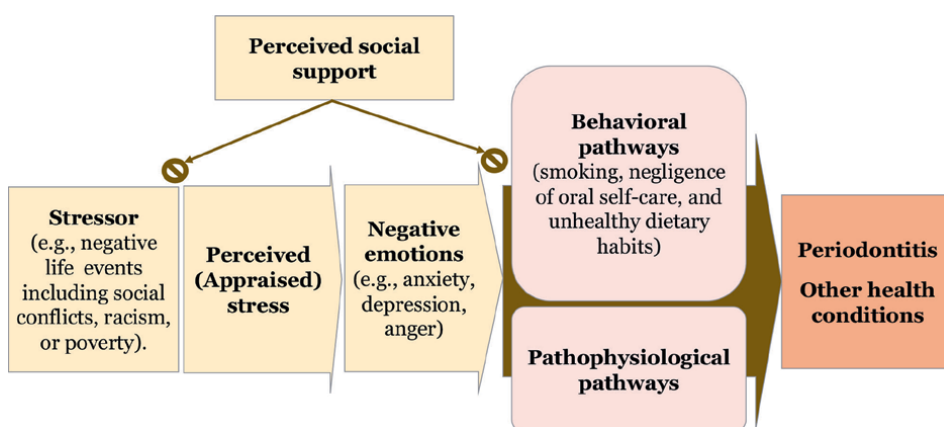 Perceived social
support
Stressor
(e.g., negative
life events
including social
conflicts, racism,
or poverty).
Perceived
(Appraised)
stress
Negative
emotions
(e.g., anxiety,
depression,
anger)
Behavioral
pathways
(smoking, negligence
of oral self-care, and
unhealthy dietary
habits)
Pathophysiological
pathways
Periodontitis
Other health
conditions